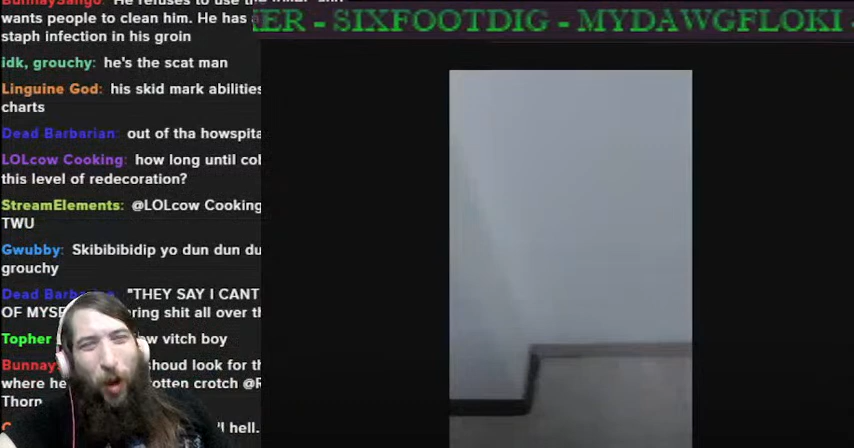 ER - SIXFOOTDIG - MYDAWGFLOKI -
wants people to clean him. He has
staph infection in his groin
idk, grouchy: he's the scat man
Linguine God: his skid mark abilities
charts
Dead Barbarian: out of tha howspita
LOLcow Cooking: how long until col
this level of redecoration?
StreamElements: @LOLcow Cooking
TWU
Gwubby: Skibibibidip yo dun dun du
grouchy
Dead "THEY SAY I CANT
OF MYSE ring shit all over th
Topher w vitch boy
Bunnay shoud look for th
where he otten crotch @R
Thorn
'l hell.